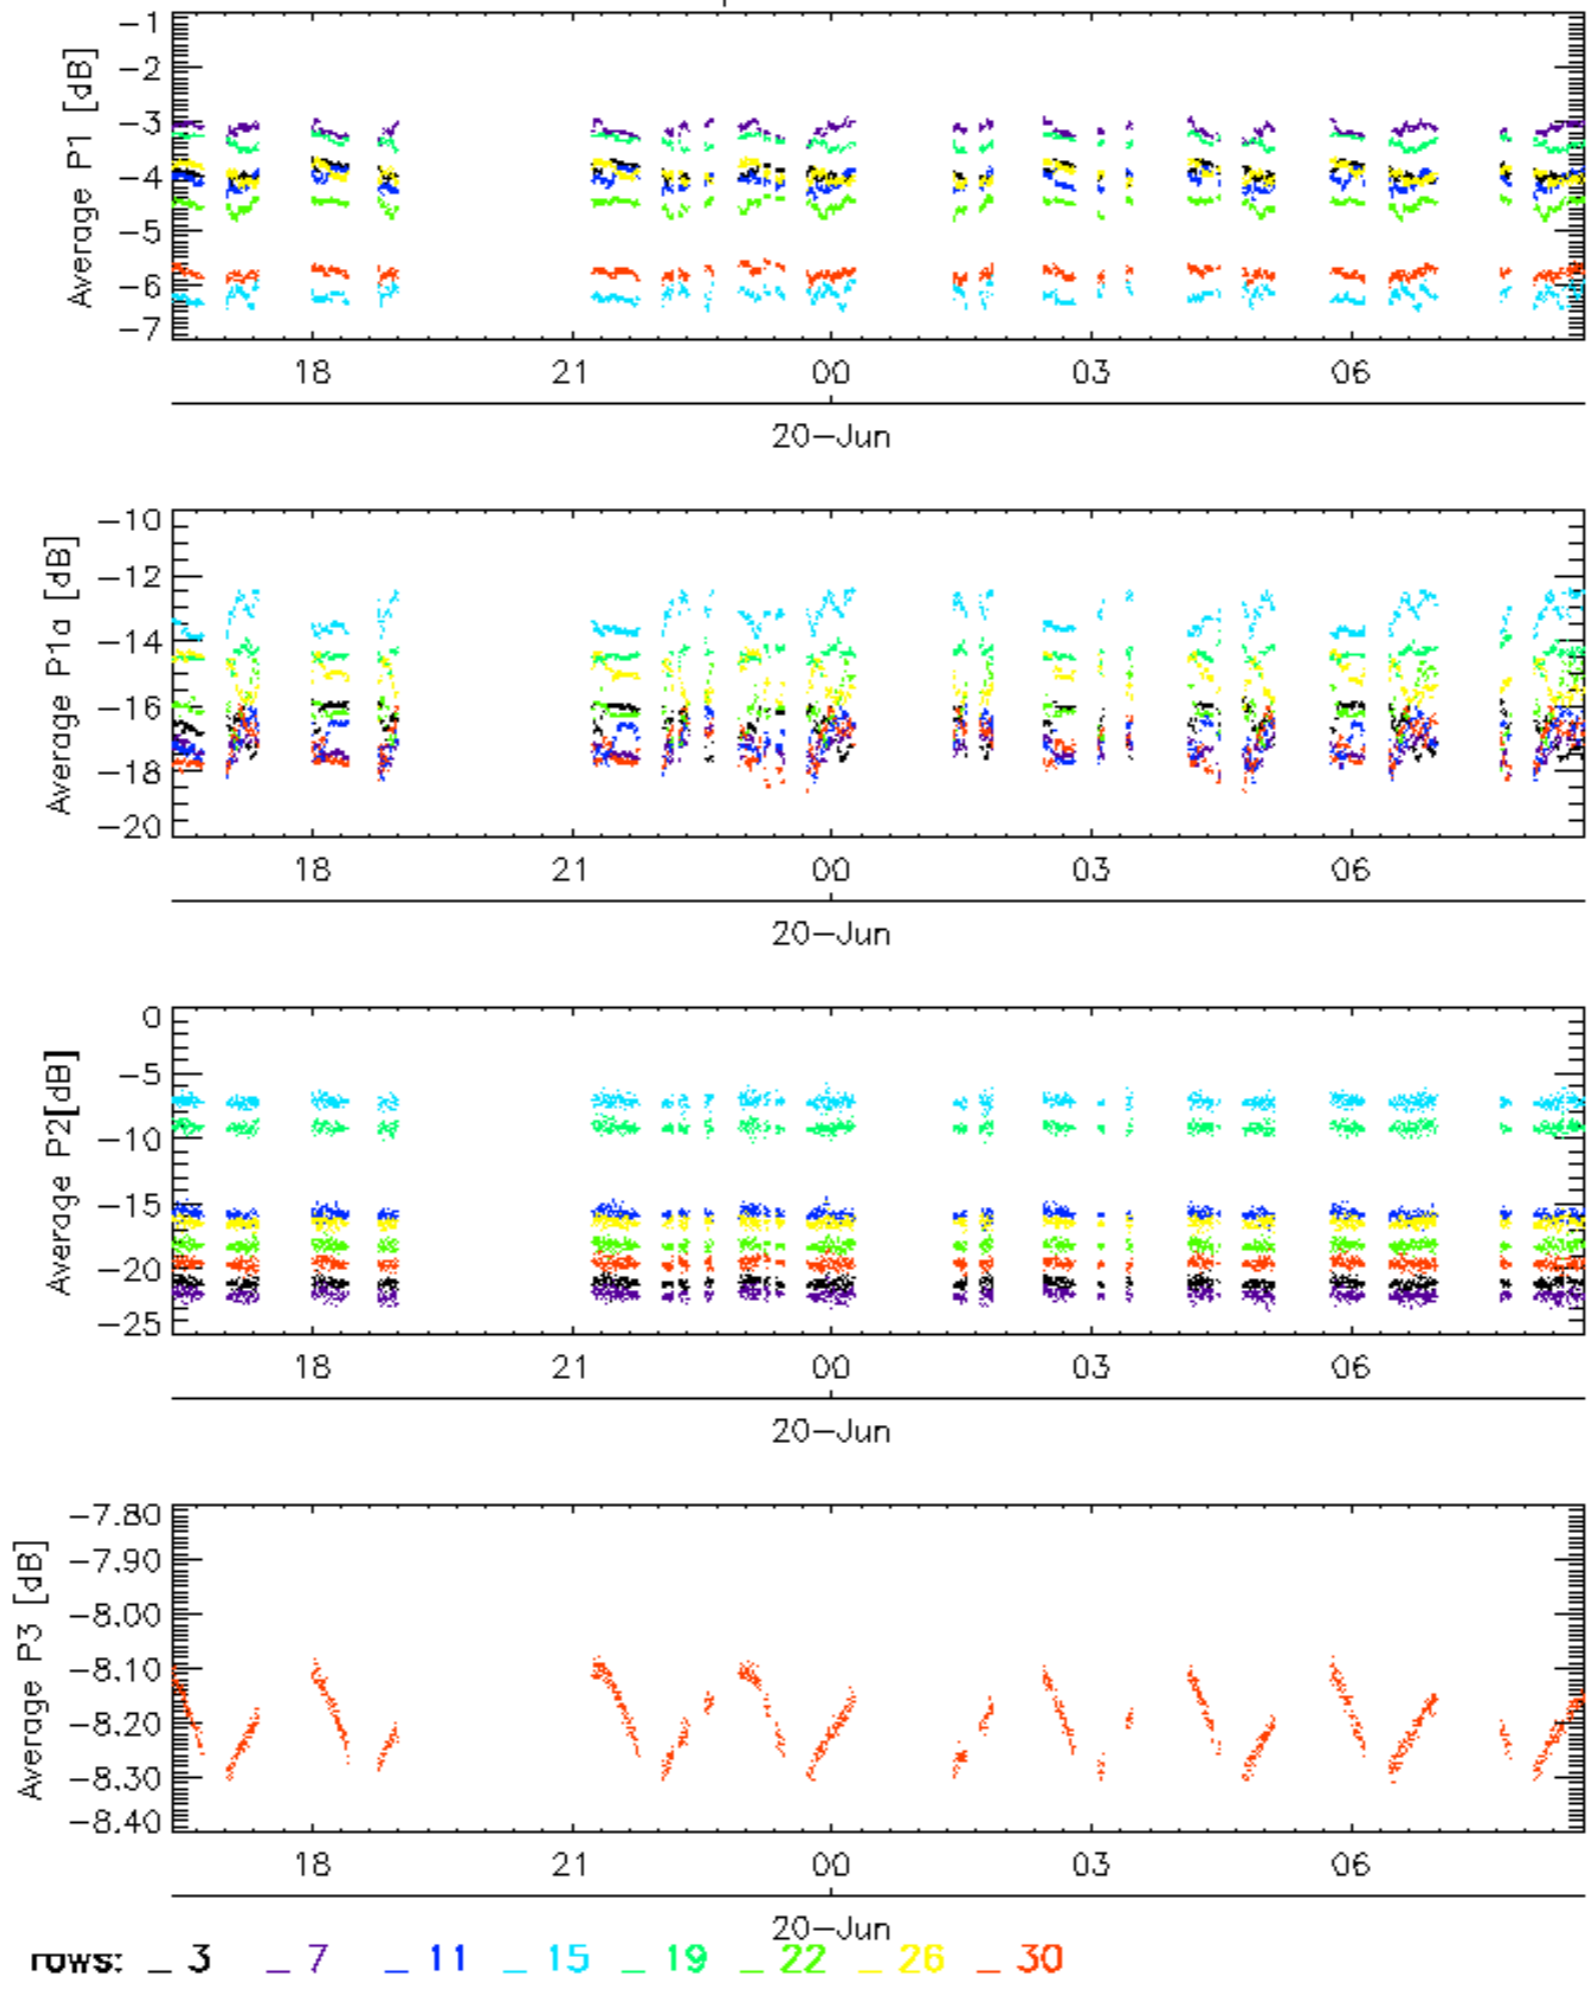 Average P1 [dB]
-1
-2
-3
-4
-5
-6
-7
18 21 00 03 06
20-Jun
Average P1a [dB]
-10
-12
-14
-16
-18
-20
18 21 00 03 06
20-Jun
Average P2[dB]
0
-5
-10
-15
-20
-25
18 21 00 03 06
20-Jun
Average P3 [dB]
-7.80
-7.90
-8.00
-8.10
-8.20
-8.30
-8.40
18 21 00 03 06
20-Jun
rows: _ 3 _ 7 _ 11 _ 15 _ 19 _ 22 _ 26 _ 30